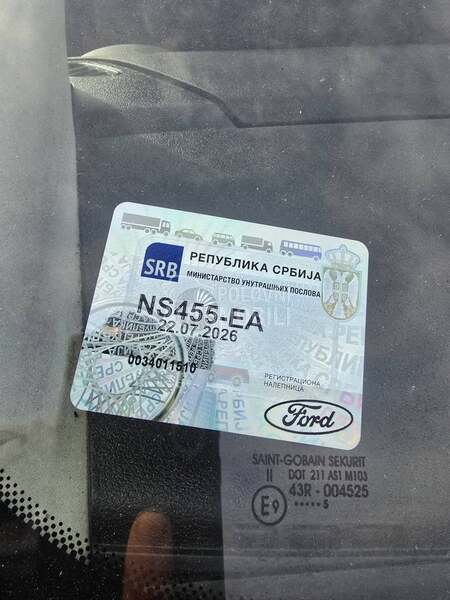 SRB
РЕПУБЛИКА СРБИЈА
МИНИСТАРСТВО УНУТРАШЊИХ ПОСЛОВА
NS455-EA
22.07.2026
0034011510
РЕГИСТРАЦИОНА
НАЛЕПНИЦА
Ford
SAINT-GOBAIN SEKURIT
II DOT 211 AS1 M103
E9 43R - 004525
••••• 5